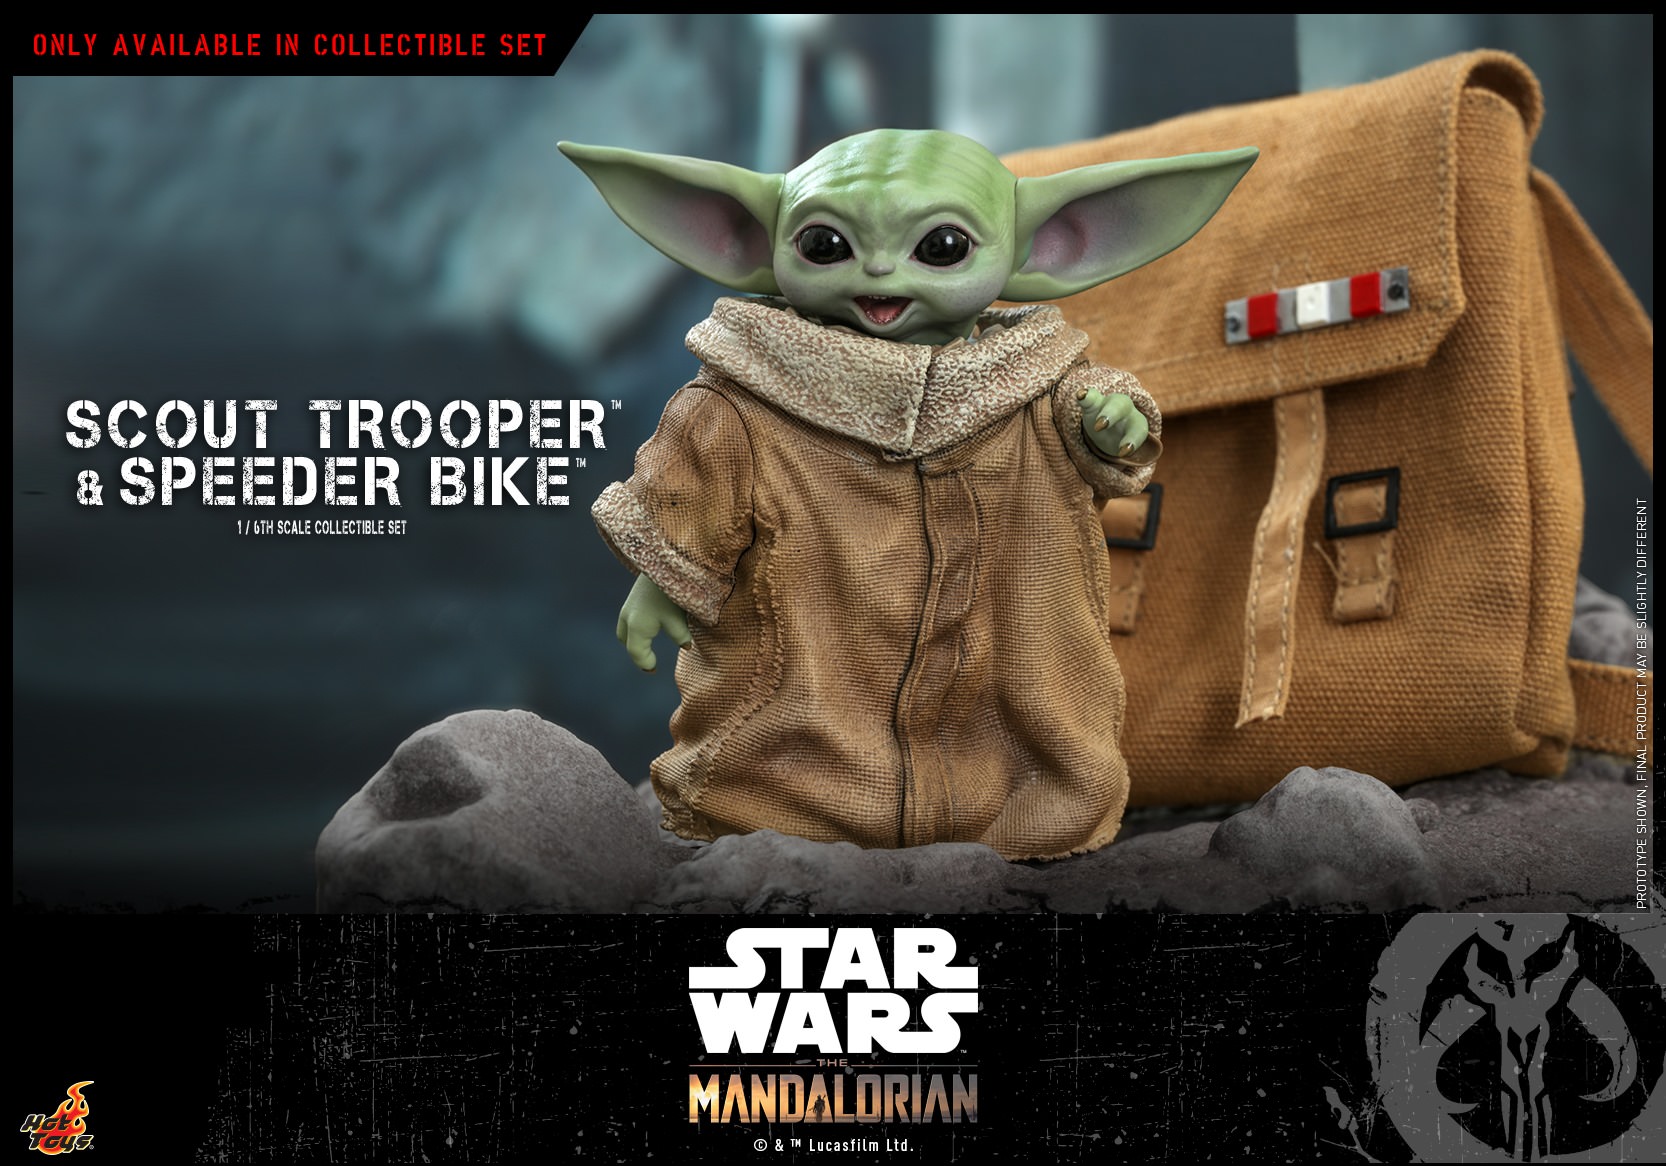 ONLY AVAILABLE IN COLLECTIBLE SET
SCOUT TROOPER™
& SPEEDER BIKE™
1 / 6TH SCALE COLLECTIBLE SET
PROTOTYPE SHOWN, FINAL PRODUCT MAY BE SLIGHTLY DIFFERENT
STAR
WARS™
THE
MANDALORIAN
HOT
TOYS®
© & ™ Lucasfilm Ltd.